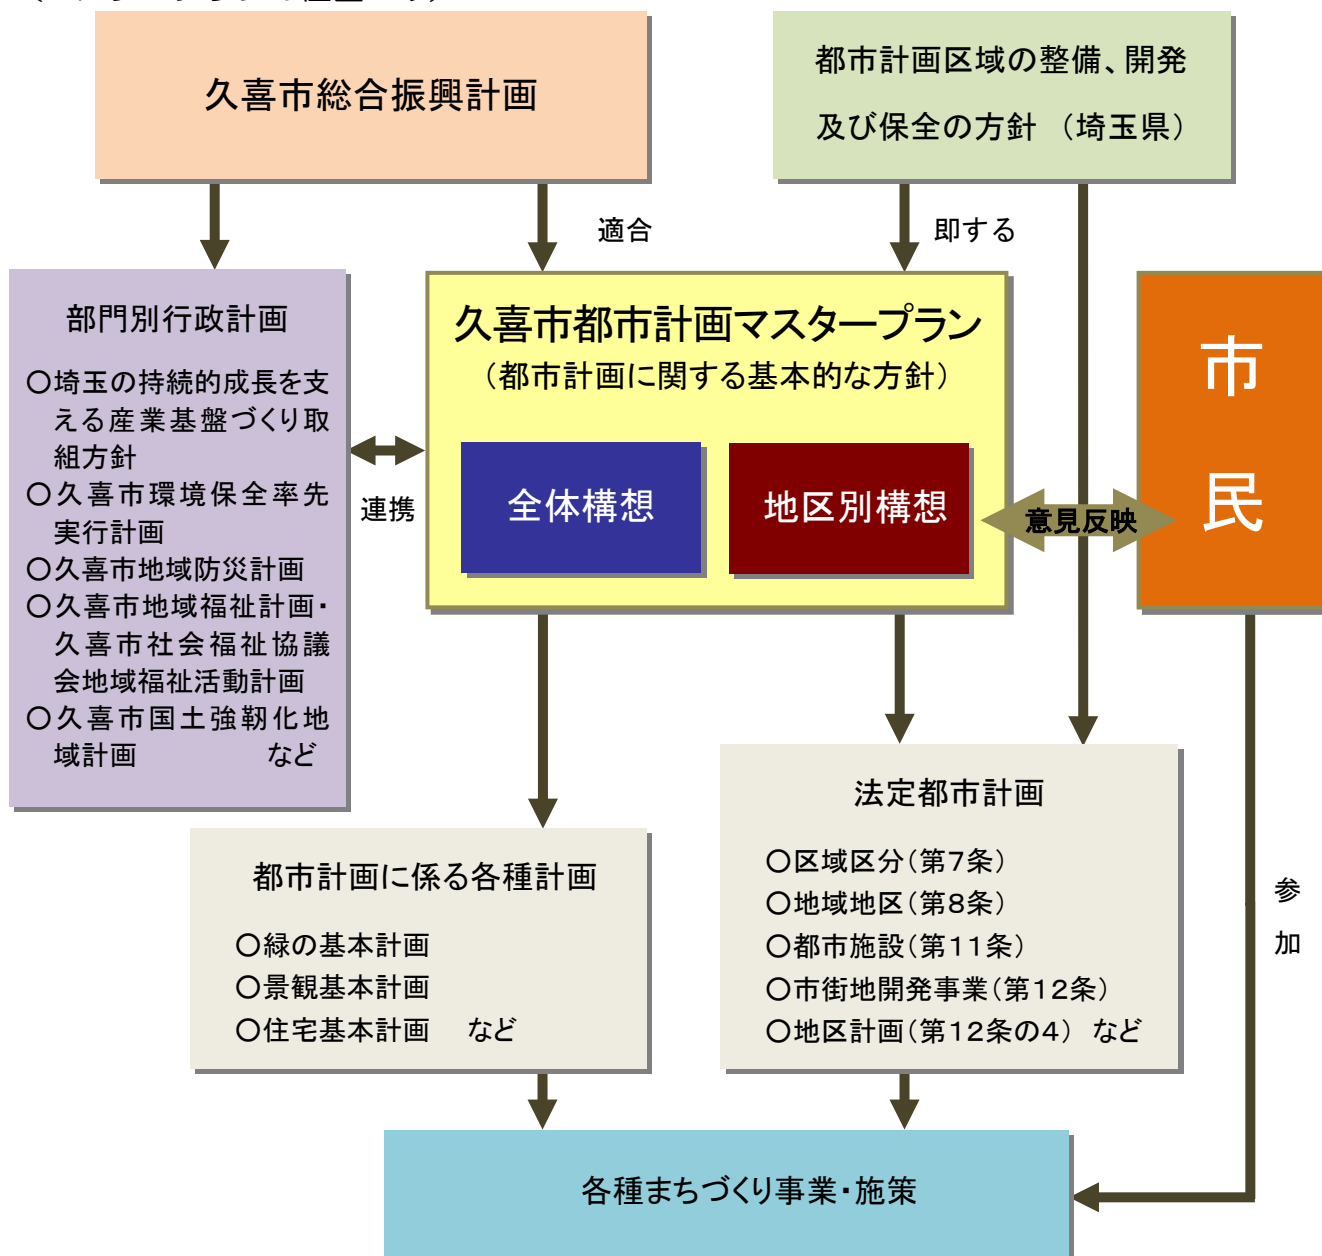 久喜市総合振興計画
都市計画区域の整備、開発
及び保全の方針 （埼玉県）
適合
即する
部門別行政計画
○埼玉の持続的成長を支
える産業基盤づくり取
組方針
○久喜市環境保全率先
実行計画
○久喜市地域防災計画
○久喜市地域福祉計画・
久喜市社会福祉協議
会地域福祉活動計画
○久喜市国土強靭化地
域計画 など
連携
久喜市都市計画マスタープラン
（都市計画に関する基本的な方針）
全体構想
地区別構想
意見反映
市
民
都市計画に係る各種計画
○緑の基本計画
○景観基本計画
○住宅基本計画 など
法定都市計画
○区域区分（第７条）
○地域地区（第８条）
○都市施設（第１１条）
○市街地開発事業（第１２条）
○地区計画（第１２条の４） など
参
加
各種まちづくり事業・施策